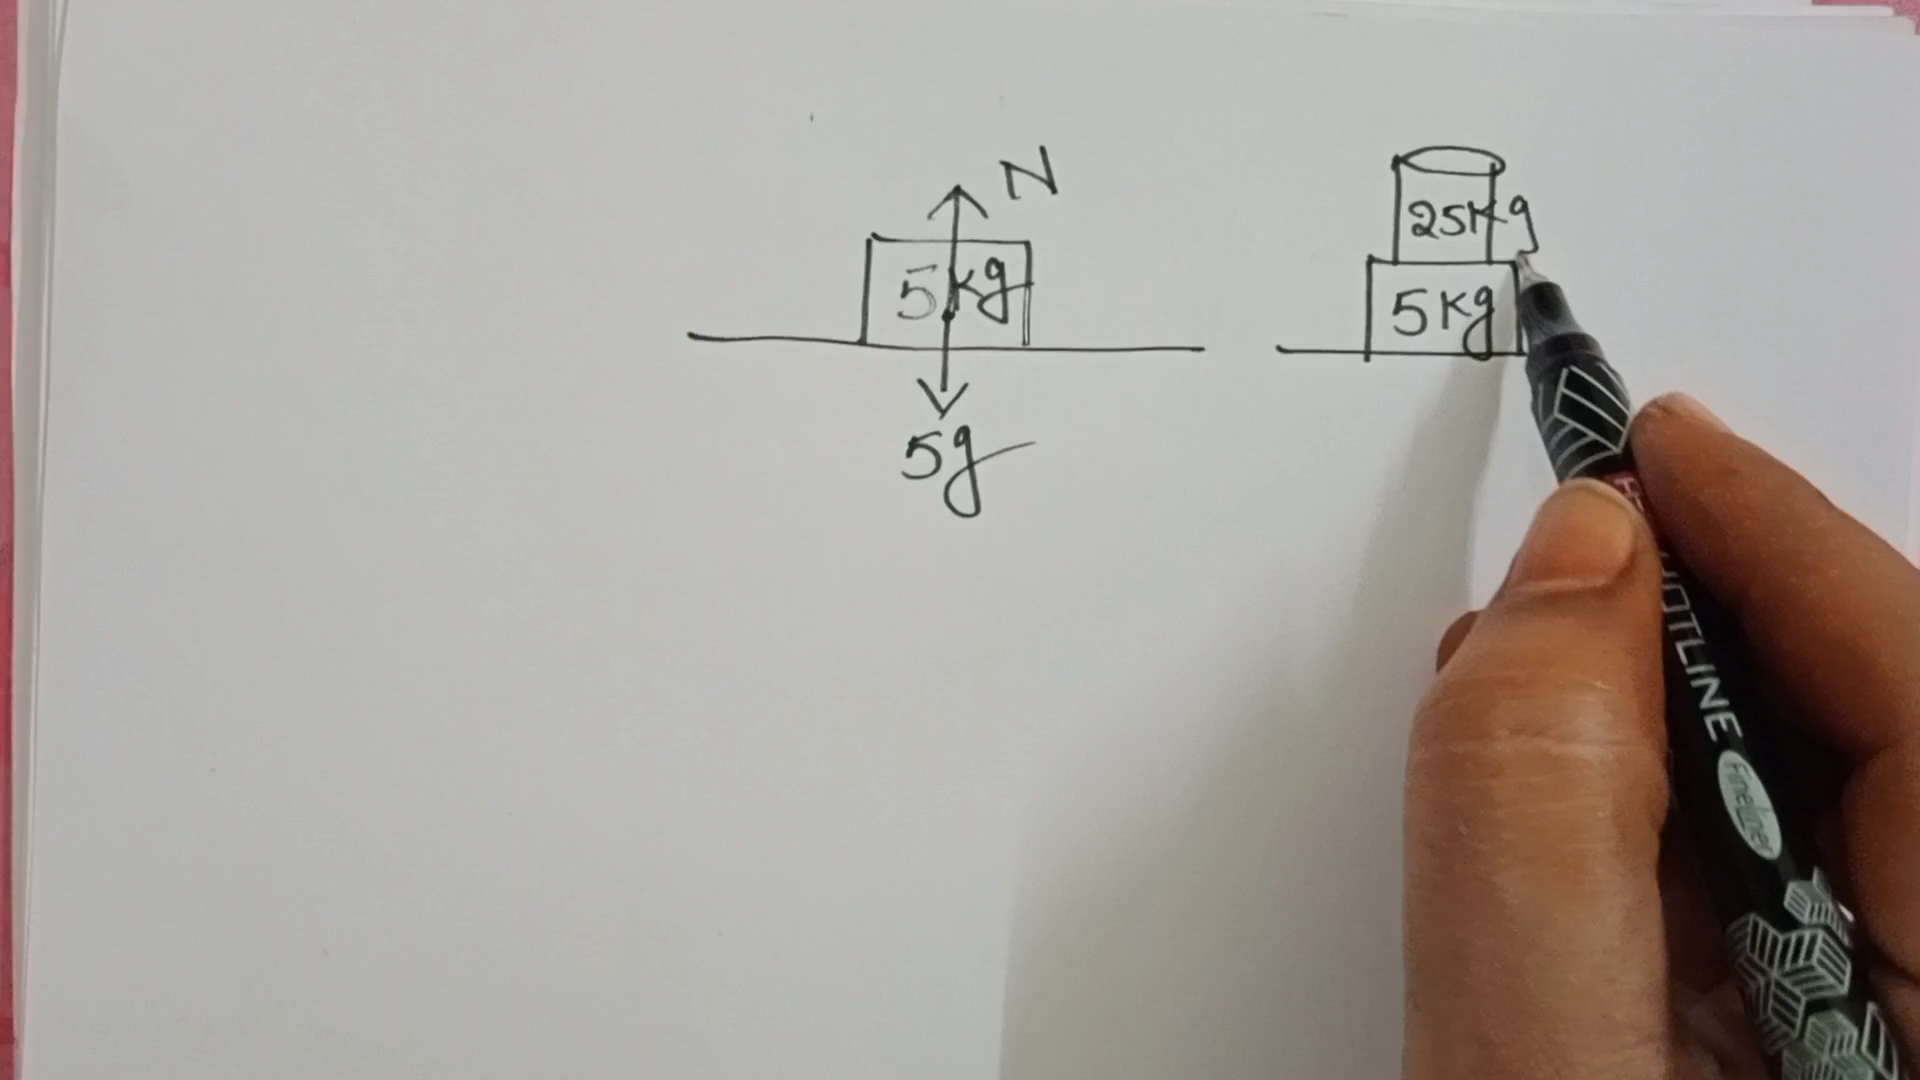 N
5kg
5g
25Kg
5Kg
OTLINE
FineLiner